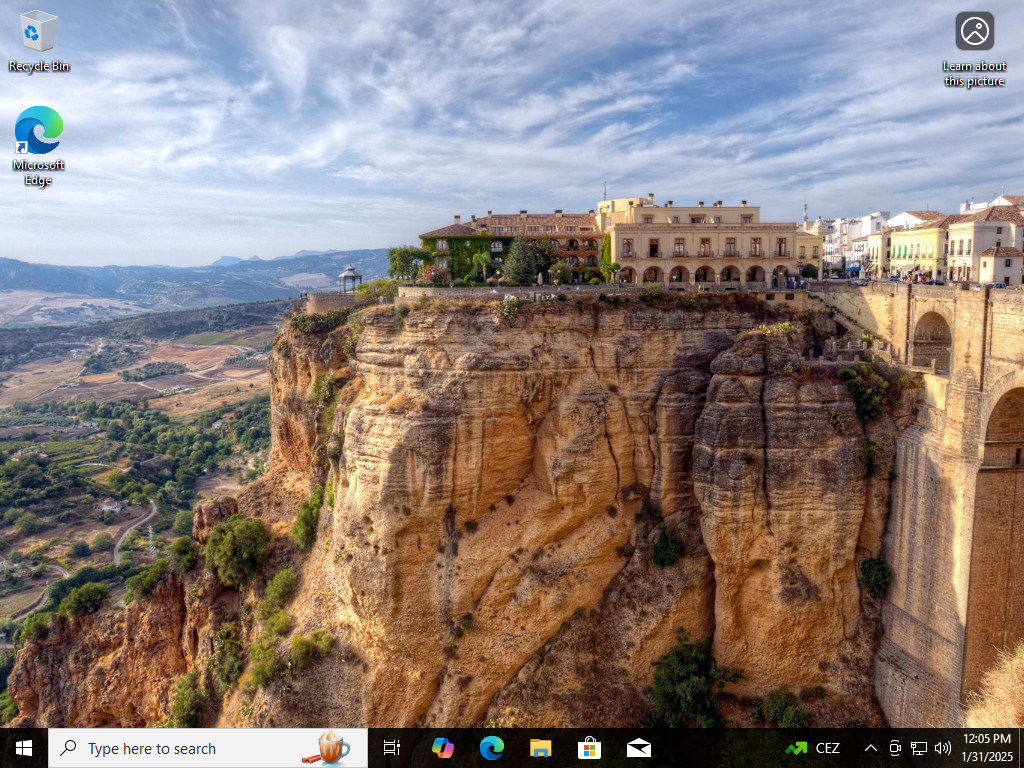 Recycle Bin
Microsoft
Edge
Learn about
this picture
Type here to search
CEZ
12:05 PM
1/31/2025